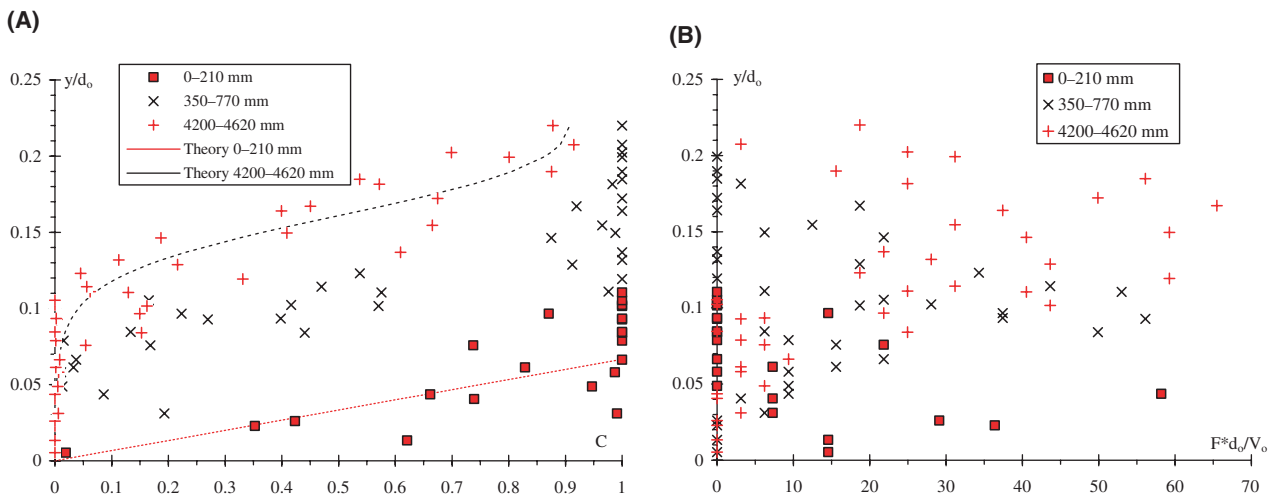 (A)
y/do
0–210 mm
350–770 mm
4200–4620 mm
Theory 0–210 mm
Theory 4200–4620 mm
0.25
0.2
0.15
0.1
0.05
0
C
0 0.1 0.2 0.3 0.4 0.5 0.6 0.7 0.8 0.9 1
(B)
y/do
0–210 mm
350–770 mm
4200–4620 mm
0.25
0.2
0.15
0.1
0.05
0
F*do/Vo
0 10 20 30 40 50 60 70